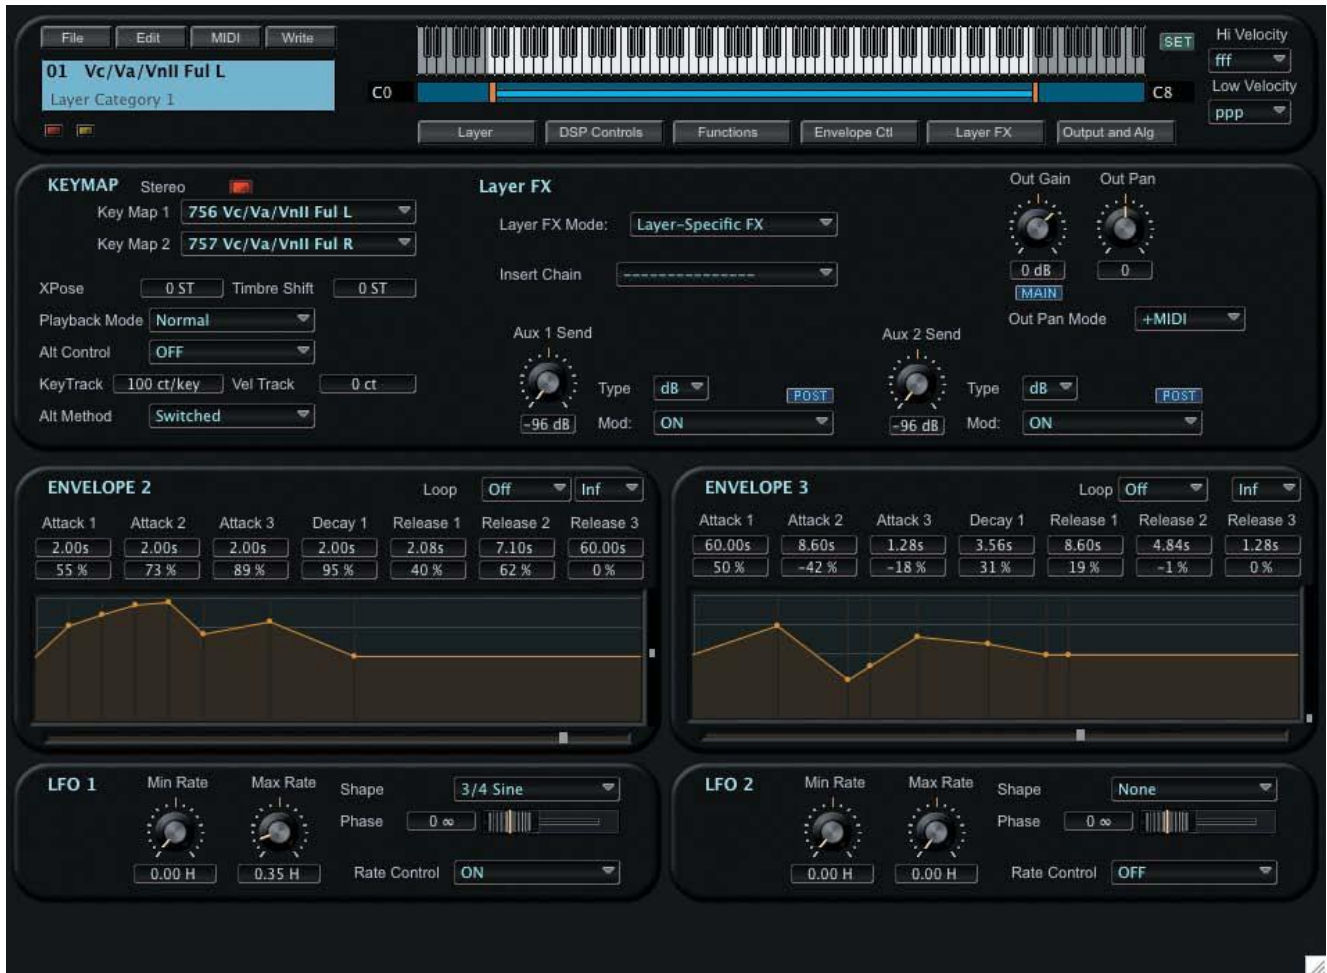 File Edit MIDI Write
01 Vc/Va/VnII Ful L
Layer Category 1
C0 C8 SET
Hi Velocity
fff
Low Velocity
ppp
Layer DSP Controls Functions Envelope Ctl Layer FX Output and Alg
KEYMAP Stereo
Key Map 1 756 Vc/Va/VnII Ful L
Key Map 2 757 Vc/Va/VnII Ful R
XPose 0 ST Timbre Shift 0 ST
Playback Mode Normal
Alt Control OFF
KeyTrack 100 ct/key Vel Track 0 ct
Alt Method Switched
Layer FX
Layer FX Mode: Layer-Specific FX
Insert Chain ---------------
Out Gain Out Pan
0 dB 0
MAIN
Out Pan Mode +MIDI
Aux 1 Send
Type dB POST
-96 dB Mod: ON
Aux 2 Send
Type dB POST
-96 dB Mod: ON
ENVELOPE 2 Loop Off Inf
Attack 1 Attack 2 Attack 3 Decay 1 Release 1 Release 2 Release 3
2.00s 2.00s 2.00s 2.00s 2.08s 7.10s 60.00s
55 % 73 % 89 % 95 % 40 % 62 % 0 %
ENVELOPE 3 Loop Off Inf
Attack 1 Attack 2 Attack 3 Decay 1 Release 1 Release 2 Release 3
60.00s 8.60s 1.28s 3.56s 8.60s 4.84s 1.28s
50 % -42 % -18 % 31 % 19 % -1 % 0 %
LFO 1 Min Rate Max Rate Shape 3/4 Sine
Phase 0 ∞
0.00 H 0.35 H Rate Control ON
LFO 2 Min Rate Max Rate Shape None
Phase 0 ∞
0.00 H 0.00 H Rate Control OFF